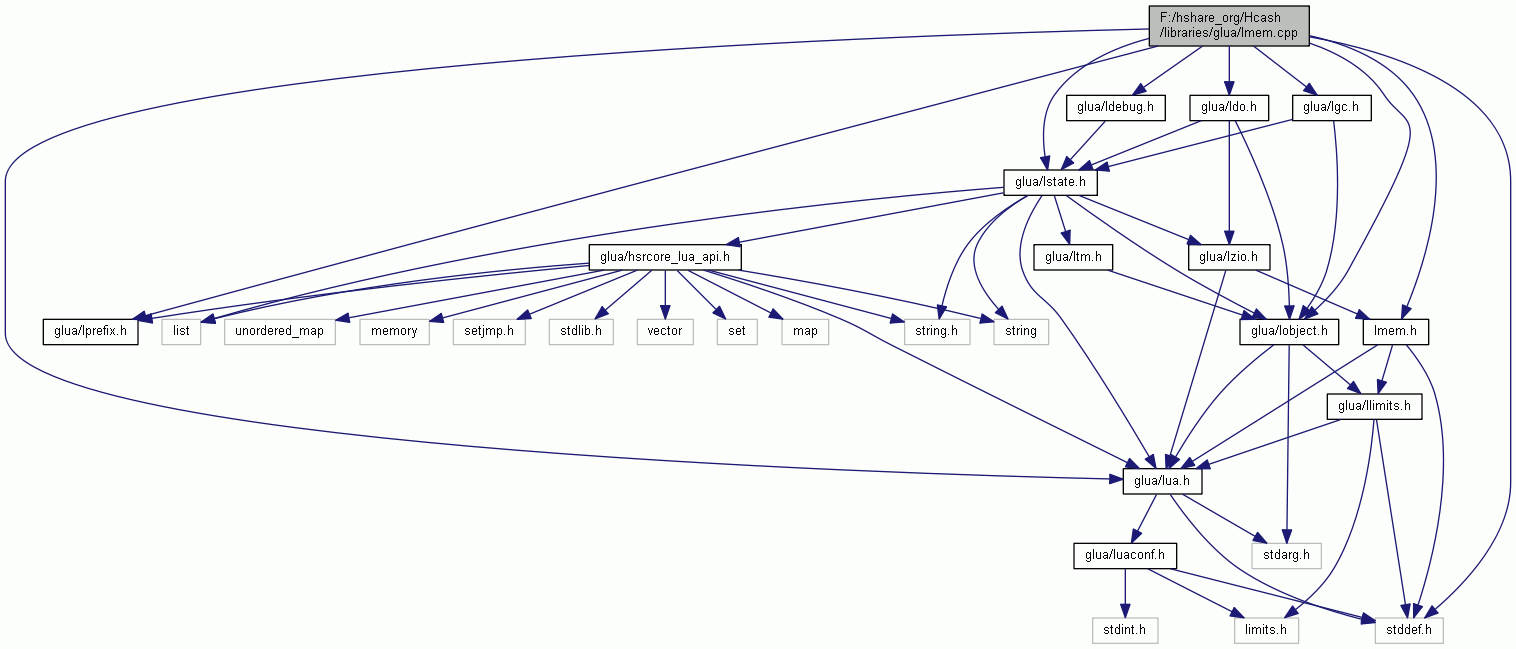 F:/hshare_org/Hcash
/libraries/glua/lmem.cpp
glua/ldebug.h
glua/ldo.h
glua/lgc.h
glua/lstate.h
glua/hsrcore_lua_api.h
glua/ltm.h
glua/lzio.h
glua/lprefix.h
list
unordered_map
memory
setjmp.h
stdlib.h
vector
set
map
string.h
string
glua/lobject.h
lmem.h
glua/llimits.h
glua/lua.h
glua/luaconf.h
stdarg.h
stdint.h
limits.h
stddef.h